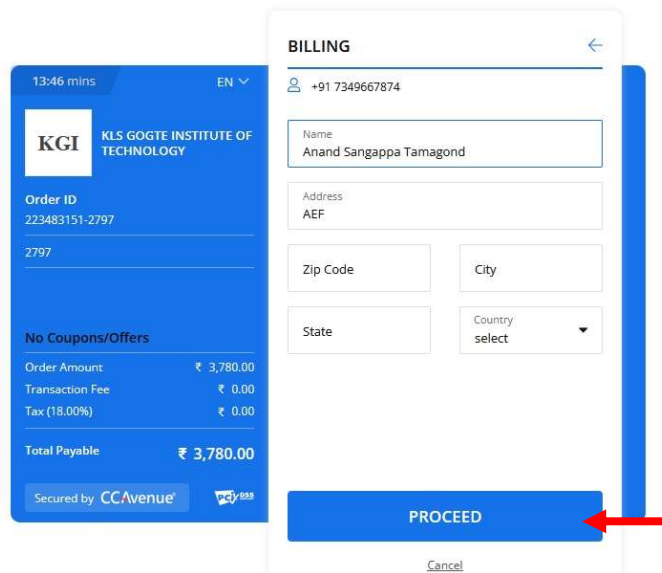 13:46 mins
EN
KGI
KLS GOGTE INSTITUTE OF
TECHNOLOGY
Order ID
223483151-2797
2797
No Coupons/Offers
Order Amount ₹ 3,780.00
Transaction Fee ₹ 0.00
Tax (18.00%) ₹ 0.00
Total Payable ₹ 3,780.00
Secured by CCAvenue
PCI DSS
BILLING
+91 7349667874
Name
Anand Sangappa Tamagond
Address
AEF
Zip Code
City
State
Country
select
PROCEED
Cancel